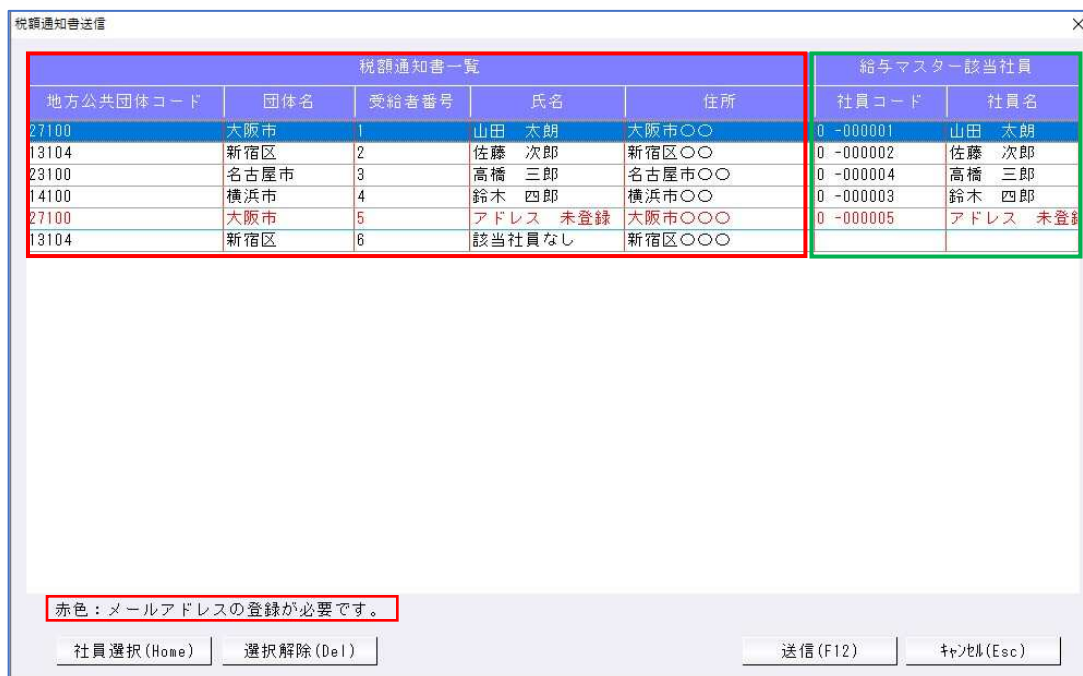 税額通知書送信 ×
税額通知書一覧 給与マスター該当社員
地方公共団体コード 団体名 受給者番号 氏名 住所 社員コード 社員名
27100 大阪市 1 山田 太朗 大阪市〇〇 0 -000001 山田 太朗
13104 新宿区 2 佐藤 次郎 新宿区〇〇 0 -000002 佐藤 次郎
23100 名古屋市 3 高橋 三郎 名古屋市〇〇 0 -000004 高橋 三郎
14100 横浜市 4 鈴木 四郎 横浜市〇〇 0 -000003 鈴木 四郎
27100 大阪市 5 アドレス 未登録 大阪市〇〇〇 0 -000005 アドレス 未登録
13104 新宿区 6 該当社員なし 新宿区〇〇〇
赤色：メールアドレスの登録が必要です。
社員選択(Home) 選択解除(Del) 送信(F12) ｷｬﾝｾﾙ(Esc)